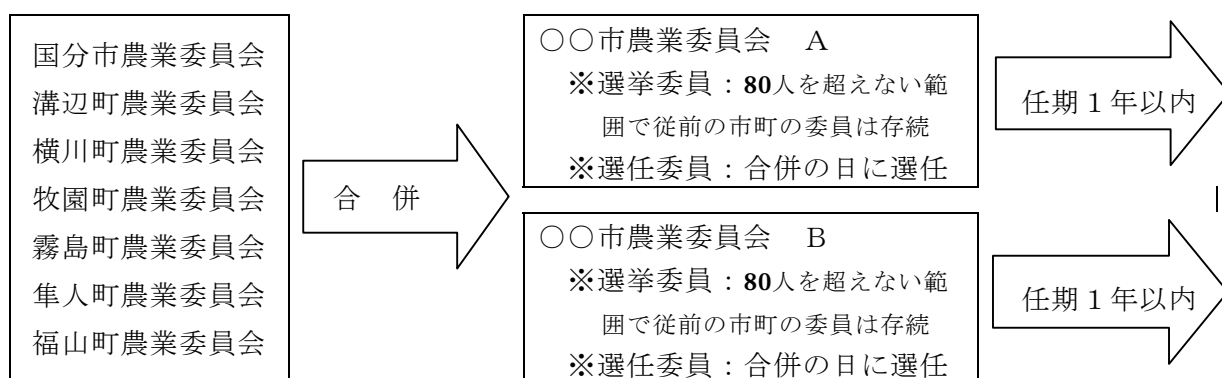 国分市農業委員会
溝辺町農業委員会
横川町農業委員会
牧園町農業委員会
霧島町農業委員会
隼人町農業委員会
福山町農業委員会
合 併
○○市農業委員会 A
※選挙委員：80人を超えない範
囲で従前の市町の委員は存続
※選任委員：合併の日に選任
任期１年以内
○○市農業委員会 B
※選挙委員：80人を超えない範
囲で従前の市町の委員は存続
※選任委員：合併の日に選任
任期１年以内